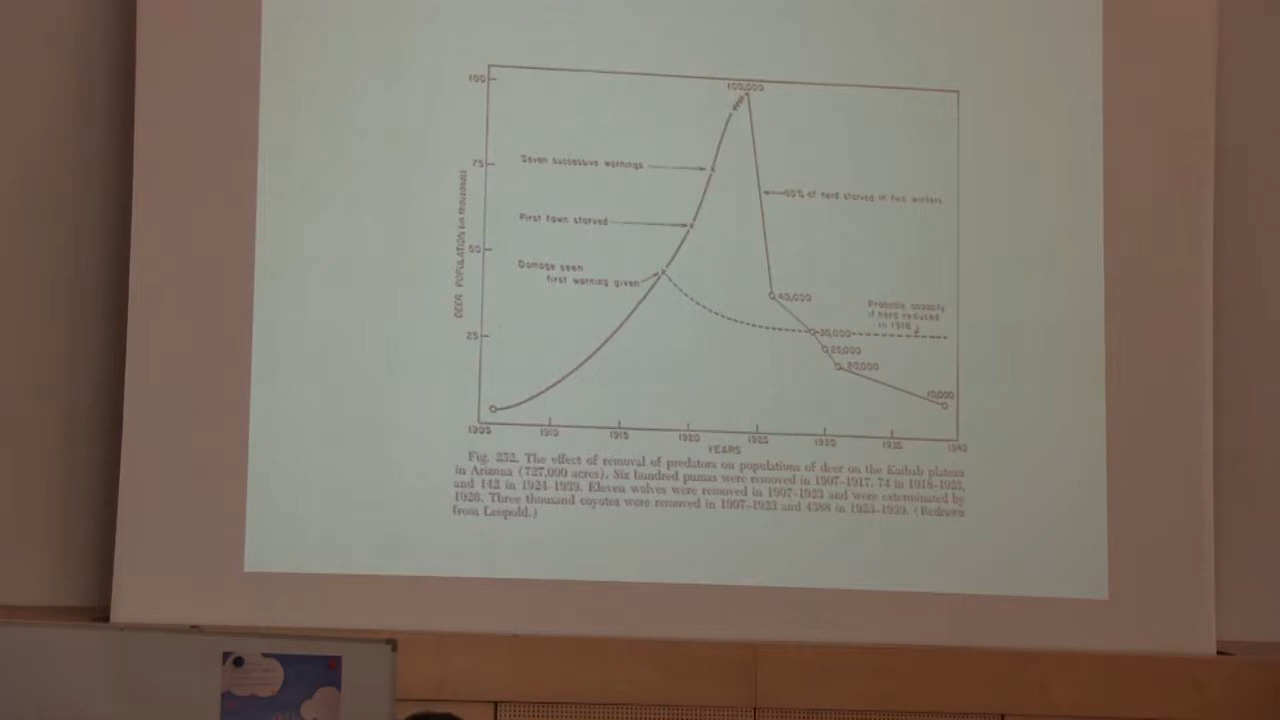 100
100,000
75
Seven successive warnings
60% of herd starved in two winters
First fawn starved
50
Damage seen
first warning given
DEER POPULATION (in thousands)
40,000
Probable capacity
if herd reduced
in 1918
30,000
25
25,000
20,000
10,000
1905 1910 1915 1920 1925 1930 1935 1940
YEARS
Fig. 252. The effect of removal of predators on populations of deer on the Kaibab plateau
in Arizona (727,000 acres). Six hundred pumas were removed in 1907-1917, 74 in 1918-1923,
and 142 in 1924-1939. Eleven wolves were removed in 1907-1923 and were exterminated by
1926. Three thousand coyotes were removed in 1907-1923 and 4388 in 1923-1939. (Redrawn
from Leopold.)